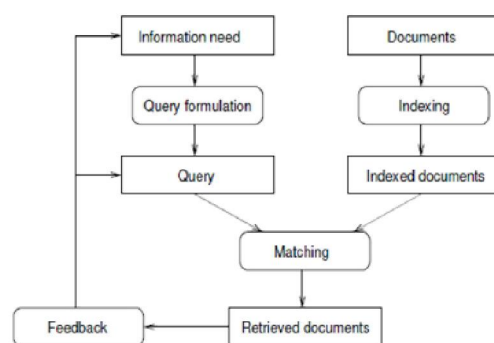 Information need
Documents
Query formulation
Indexing
Query
Indexed documents
Matching
Feedback
Retrieved documents